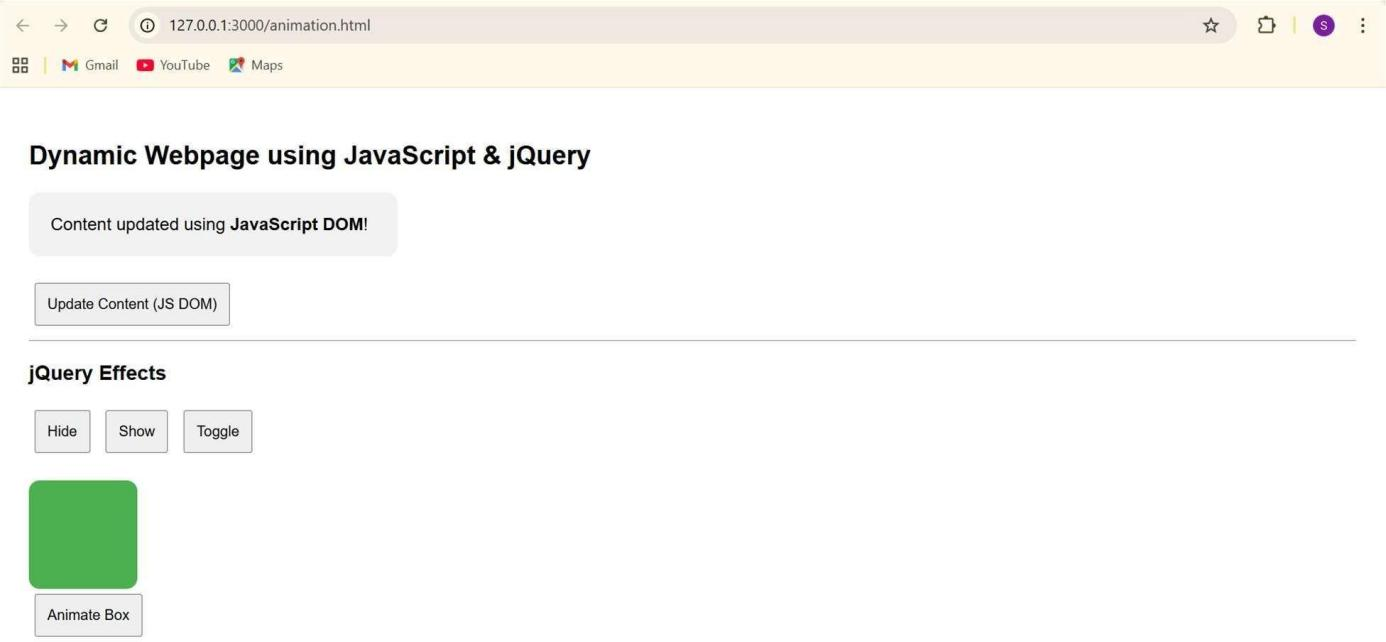 127.0.0.1:3000/animation.html
S
Gmail YouTube Maps
Dynamic Webpage using JavaScript & jQuery
Content updated using JavaScript DOM!
Update Content (JS DOM)
jQuery Effects
Hide Show Toggle
Animate Box